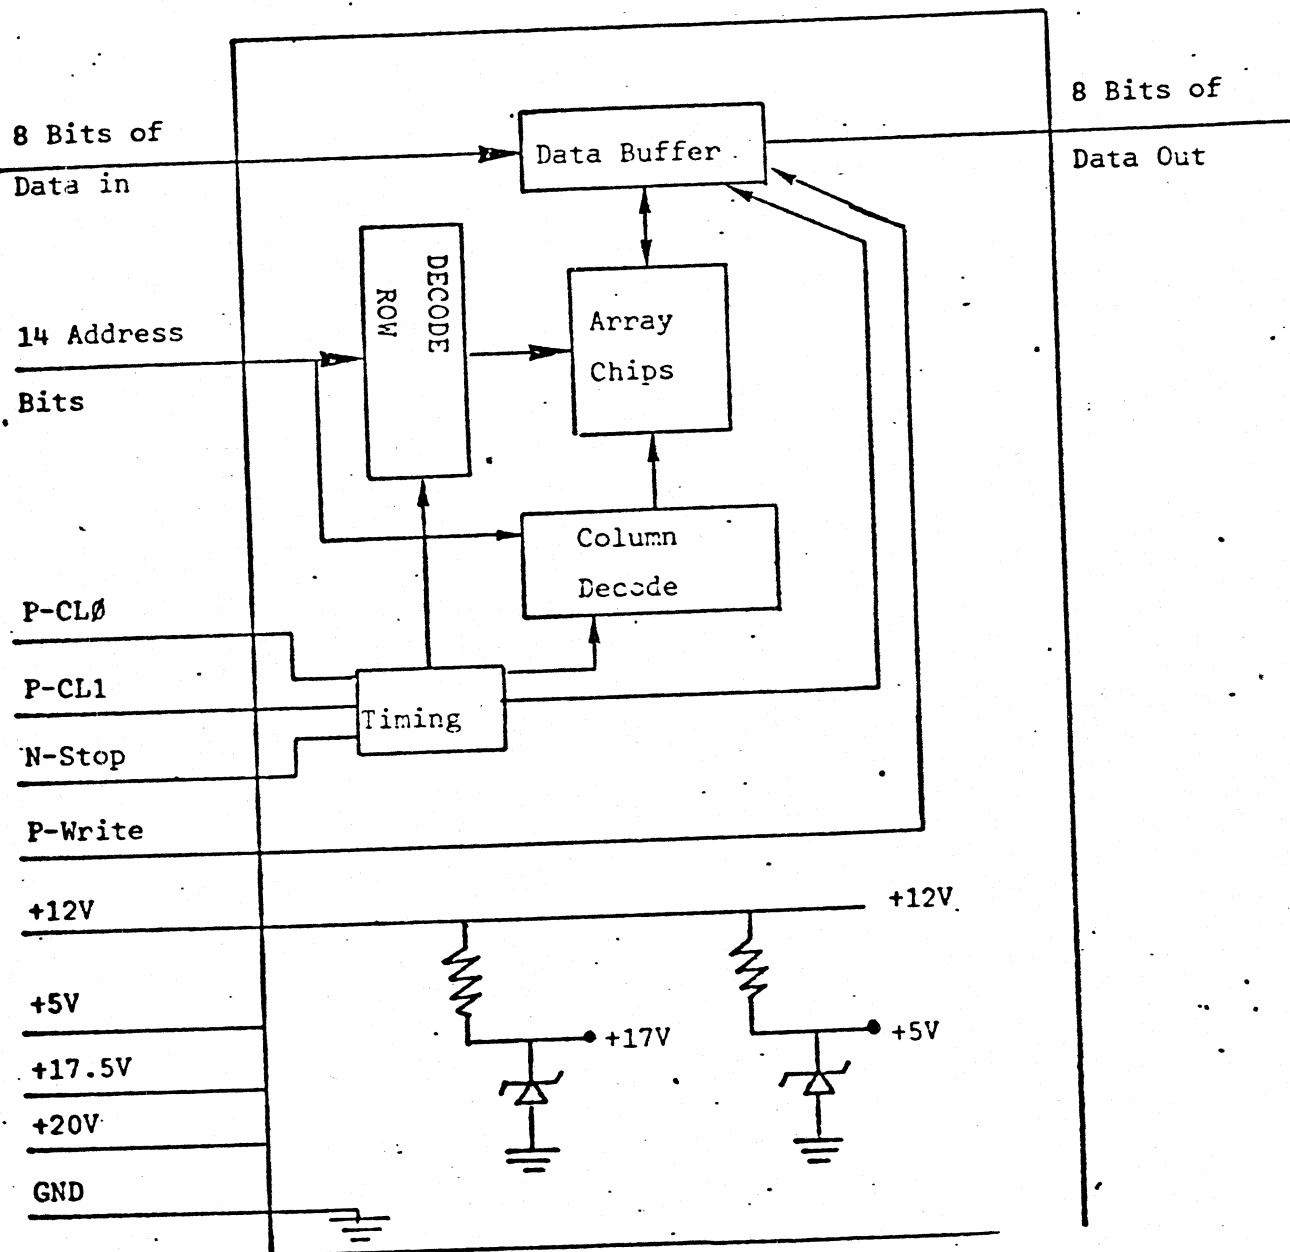 8 Bits of
Data in
8 Bits of
Data Out
Data Buffer
DECODE
ROW
Array
Chips
14 Address
Bits
Column
Decode
P-CLØ
P-CL1
N-Stop
Timing
P-Write
+12V
+12V
+5V
+17V
+5V
+17.5V
+20V
GND